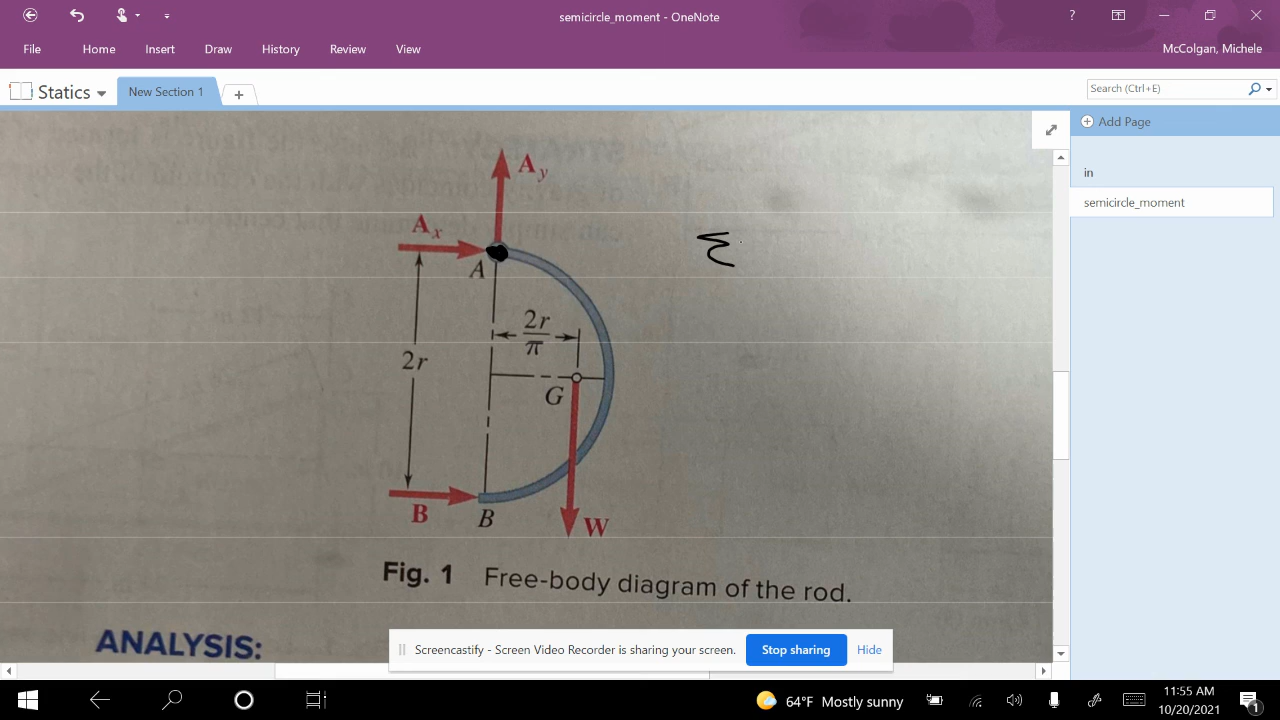 semicircle_moment - OneNote
?
File Home Insert Draw History Review View
McColgan, Michele
Statics
New Section 1
+
Search (Ctrl+E)
Add Page
in
semicircle_moment
A y
A x
A
2r
π
2r
G
B
B
W
Σ
Fig. 1 Free-body diagram of the rod.
ANALYSIS:
Screencastify - Screen Video Recorder is sharing your screen.
Stop sharing
Hide
64°F Mostly sunny
11:55 AM
10/20/2021
1